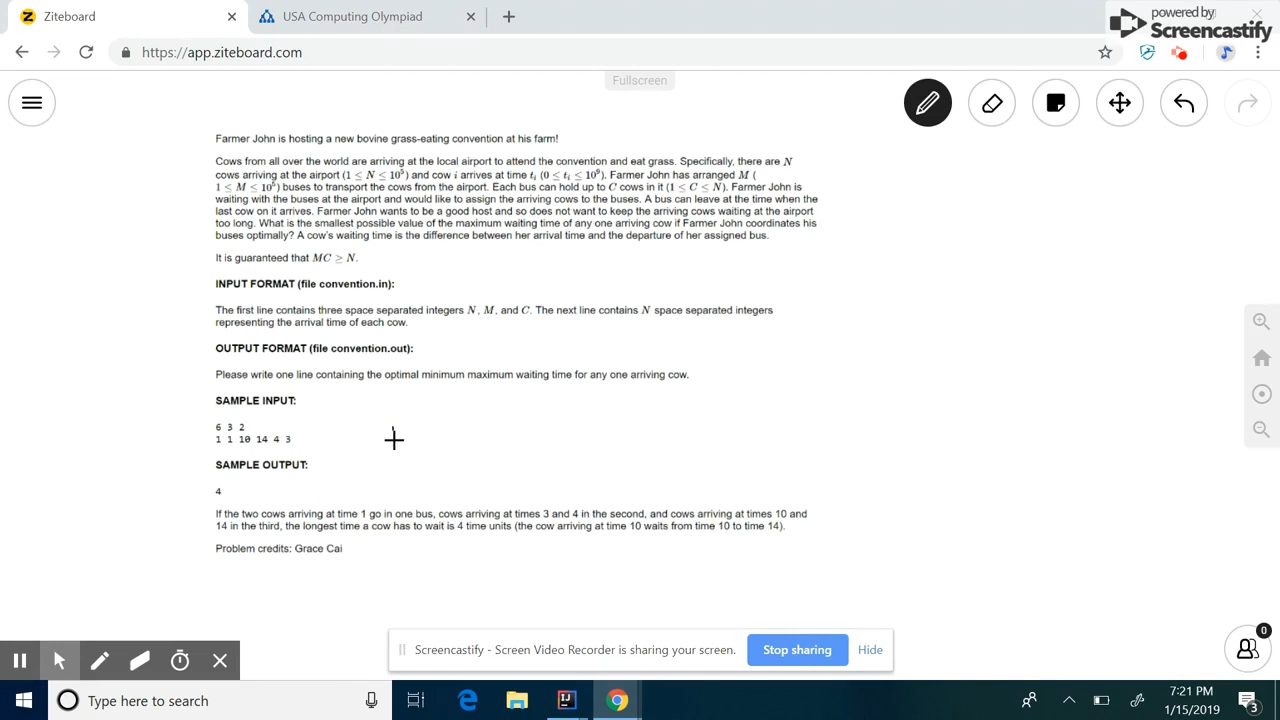 Ziteboard
USA Computing Olympiad
powered by
Screencastify
https://app.ziteboard.com
Fullscreen
Farmer John is hosting a new bovine grass-eating convention at his farm!
Cows from all over the world are arriving at the local airport to attend the convention and eat grass. Specifically, there are N
cows arriving at the airport (1 ≤ N ≤ 10⁵) and cow i arrives at time tᵢ (0 ≤ tᵢ ≤ 10⁹). Farmer John has arranged M (
1 ≤ M ≤ 10⁵) buses to transport the cows from the airport. Each bus can hold up to C cows in it (1 ≤ C ≤ N). Farmer John is
waiting with the buses at the airport and would like to assign the arriving cows to the buses. A bus can leave at the time when the
last cow on it arrives. Farmer John wants to be a good host and so does not want to keep the arriving cows waiting at the airport
too long. What is the smallest possible value of the maximum waiting time of any one arriving cow if Farmer John coordinates his
buses optimally? A cow's waiting time is the difference between her arrival time and the departure of her assigned bus.
It is guaranteed that MC ≥ N.
INPUT FORMAT (file convention.in):
The first line contains three space separated integers N, M, and C. The next line contains N space separated integers
representing the arrival time of each cow.
OUTPUT FORMAT (file convention.out):
Please write one line containing the optimal minimum maximum waiting time for any one arriving cow.
SAMPLE INPUT:
6 3 2
1 1 10 14 4 3
SAMPLE OUTPUT:
4
If the two cows arriving at time 1 go in one bus, cows arriving at times 3 and 4 in the second, and cows arriving at times 10 and
14 in the third, the longest time a cow has to wait is 4 time units (the cow arriving at time 10 waits from time 10 to time 14).
Problem credits: Grace Cai
0
Screencastify - Screen Video Recorder is sharing your screen.
Stop sharing
Hide
Type here to search
7:21 PM
1/15/2019
3